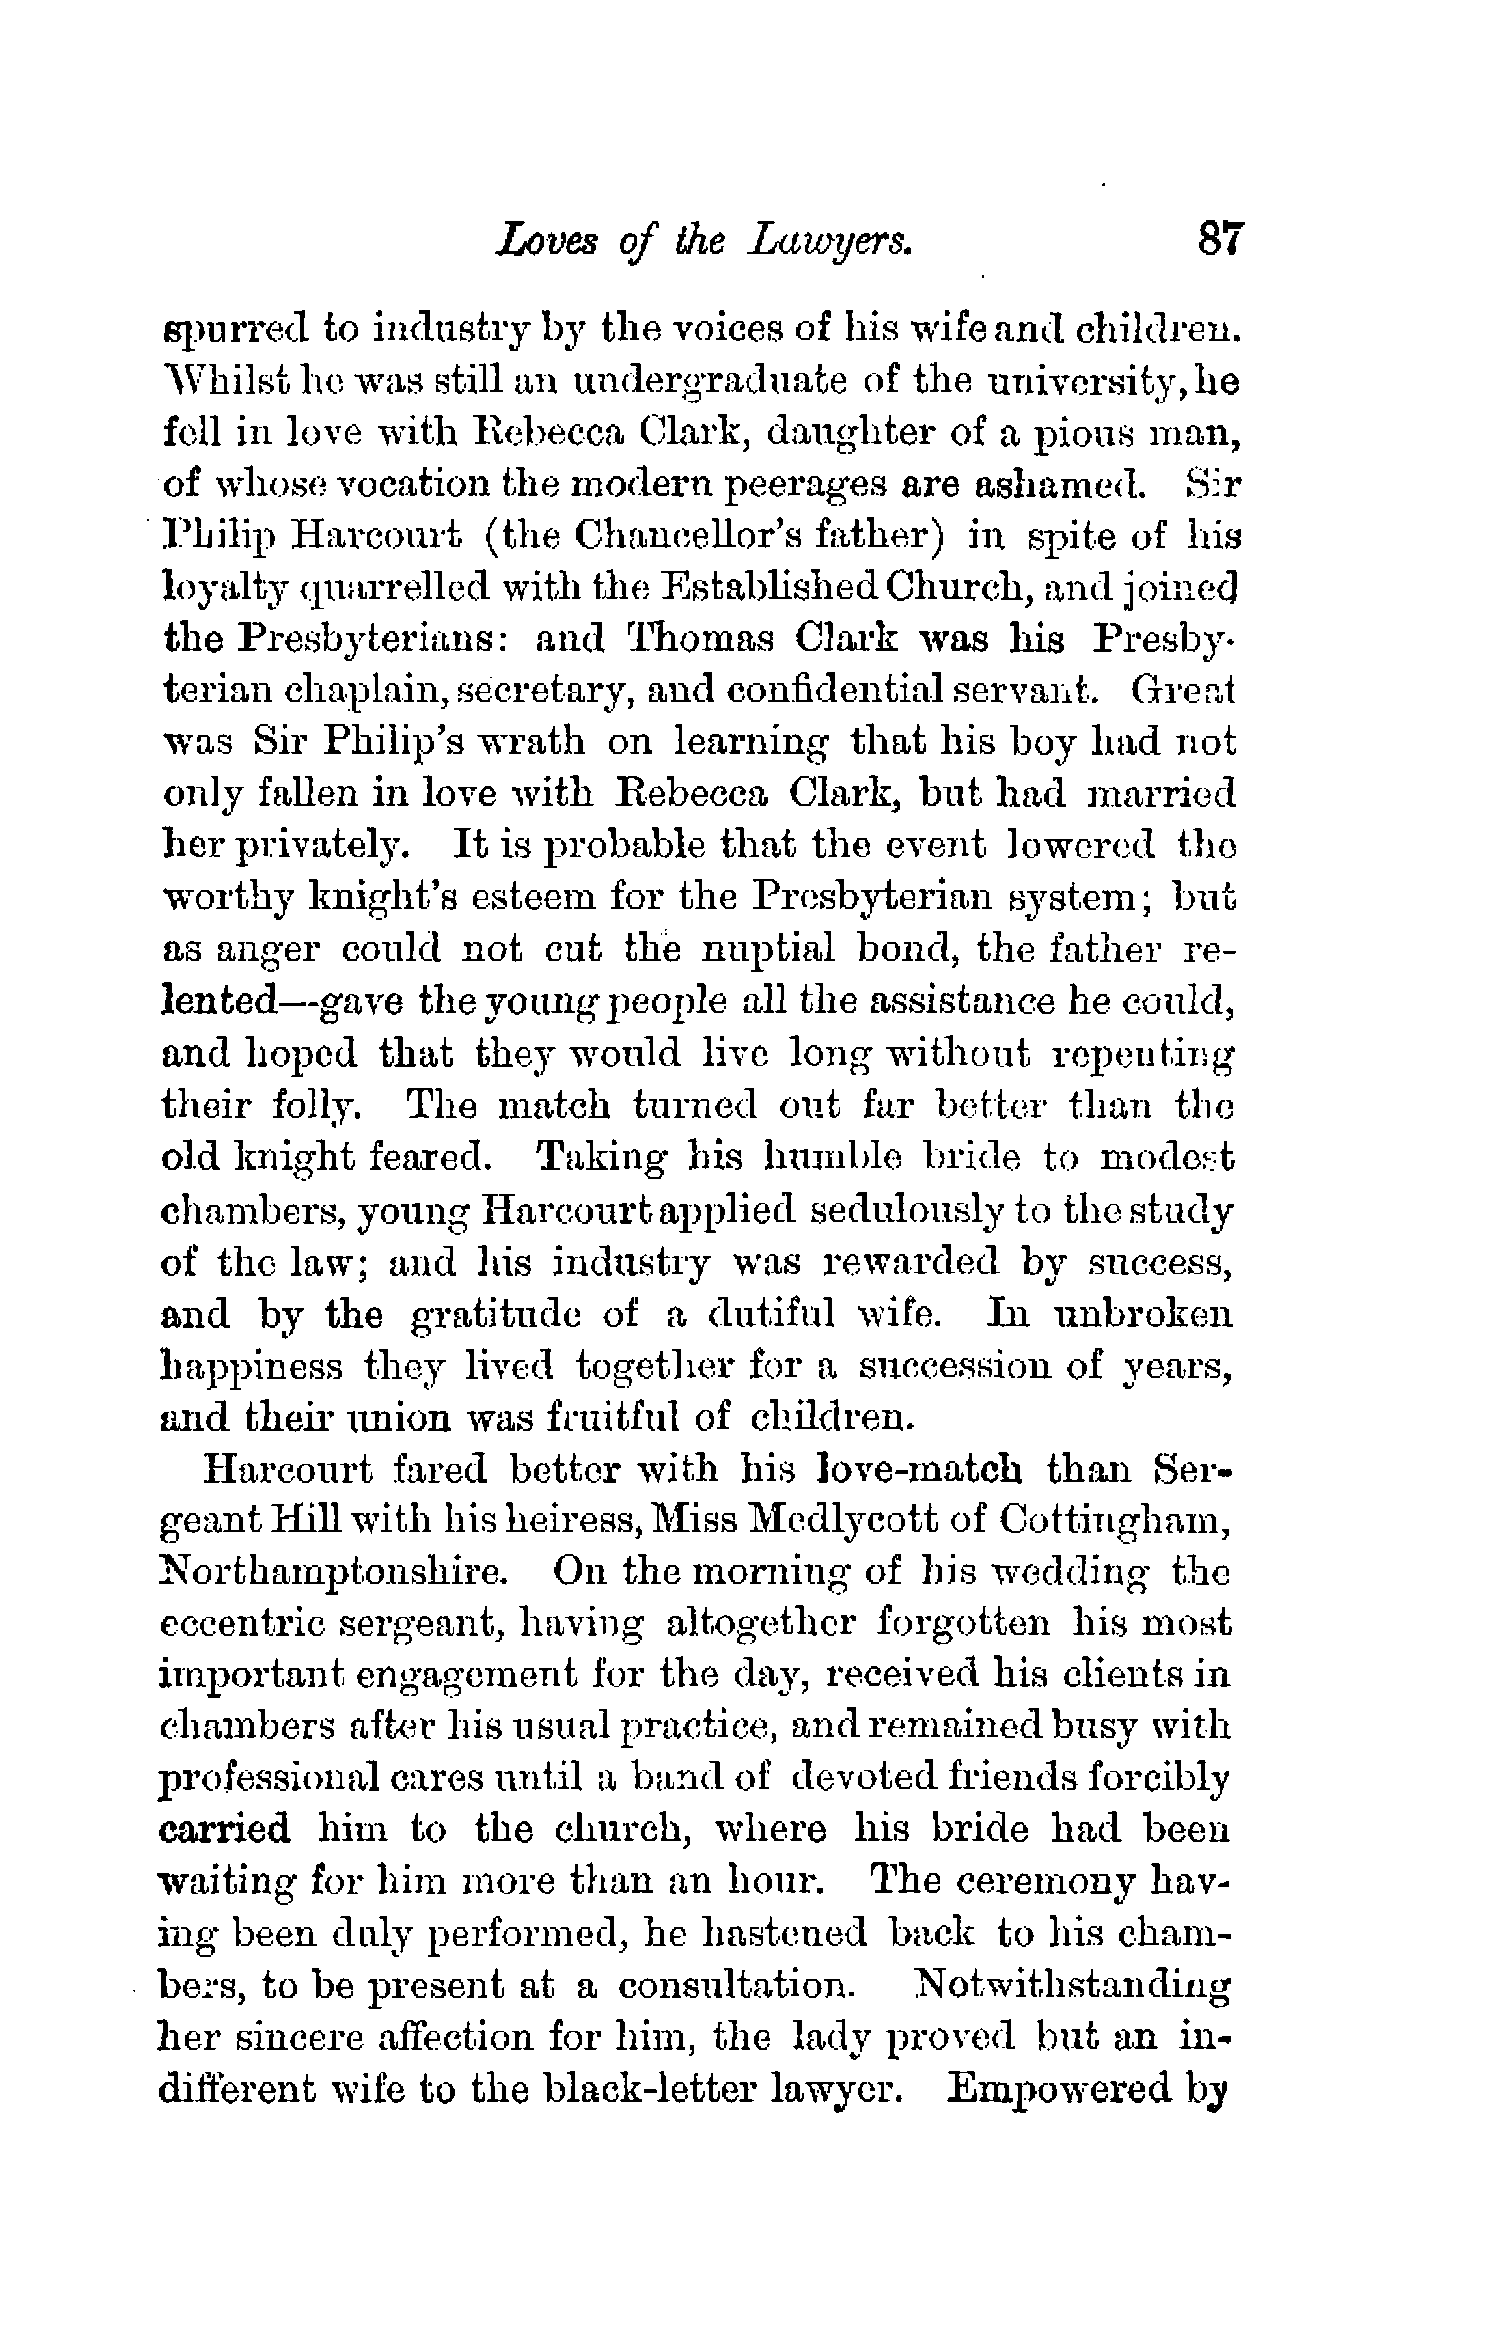 Loves of the Lawyers. 87
spurred to industry by the voices of his wife and children.
Whilst he was still an undergraduate of the university, he
fell in love with Rebecca Clark, daughter of a pious man,
of whose vocation the modern peerages are ashamed. Sir
Philip Harcourt (the Chancellor's father) in spite of his
loyalty quarrelled with the Established Church, and joined
the Presbyterians: and Thomas Clark was his Presby-
terian chaplain, secretary, and confidential servant. Great
was Sir Philip's wrath on learning that his boy had not
only fallen in love with Rebecca Clark, but had married
her privately. It is probable that the event lowered the
worthy knight's esteem for the Presbyterian system; but
as anger could not cut the nuptial bond, the father re-
lented—gave the young people all the assistance he could,
and hoped that they would live long without repenting
their folly. The match turned out far better than the
old knight feared. Taking his humble bride to modest
chambers, young Harcourt applied sedulously to the study
of the law; and his industry was rewarded by success,
and by the gratitude of a dutiful wife. In unbroken
happiness they lived together for a succession of years,
and their union was fruitful of children.
Harcourt fared better with his love-match than Ser-
geant Hill with his heiress, Miss Medlycott of Cottingham,
Northamptonshire. On the morning of his wedding the
eccentric sergeant, having altogether forgotten his most
important engagement for the day, received his clients in
chambers after his usual practice, and remained busy with
professional cares until a band of devoted friends forcibly
carried him to the church, where his bride had been
waiting for him more than an hour. The ceremony hav-
ing been duly performed, he hastened back to his cham-
bers, to be present at a consultation. Notwithstanding
her sincere affection for him, the lady proved but an in-
different wife to the black-letter lawyer. Empowered by